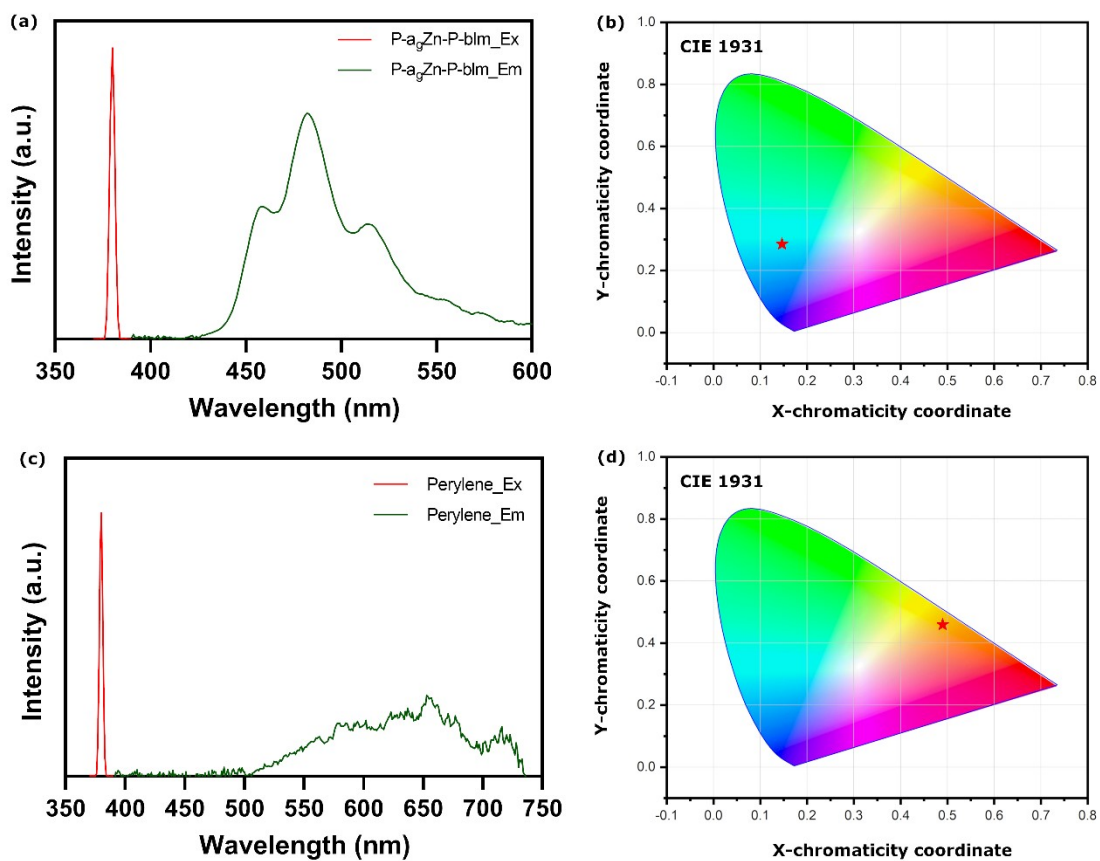 (a)
P-a₉Zn-P-bIm_Ex
P-a₉Zn-P-bIm_Em
Intensity (a.u.)
350 400 450 500 550 600
Wavelength (nm)
(b)
CIE 1931
Y-chromaticity coordinate
1.0
0.8
0.6
0.4
0.2
0.0
-0.1 0.0 0.1 0.2 0.3 0.4 0.5 0.6 0.7 0.8
X-chromaticity coordinate
(c)
Perylene_Ex
Perylene_Em
Intensity (a.u.)
350 400 450 500 550 600 650 700 750
Wavelength (nm)
(d)
CIE 1931
Y-chromaticity coordinate
1.0
0.8
0.6
0.4
0.2
0.0
-0.1 0.0 0.1 0.2 0.3 0.4 0.5 0.6 0.7 0.8
X-chromaticity coordinate